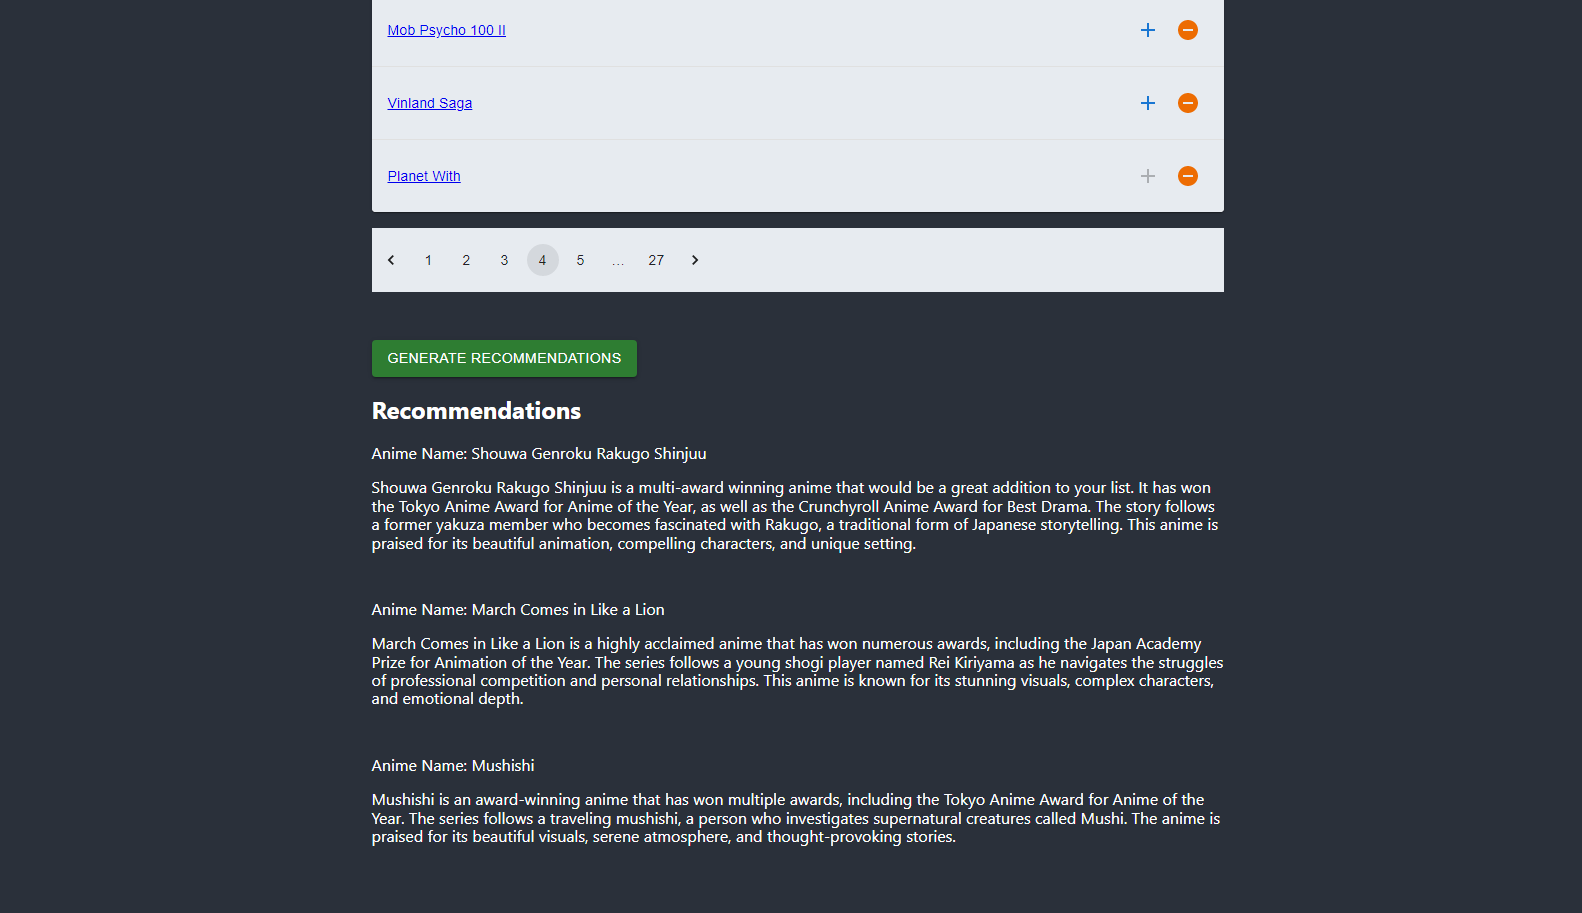 Mob Psycho 100 II
Vinland Saga
Planet With
1 2 3 4 5 ... 27
GENERATE RECOMMENDATIONS
Recommendations
Anime Name: Shouwa Genroku Rakugo Shinjuu
Shouwa Genroku Rakugo Shinjuu is a multi-award winning anime that would be a great addition to your list. It has won
the Tokyo Anime Award for Anime of the Year, as well as the Crunchyroll Anime Award for Best Drama. The story follows
a former yakuza member who becomes fascinated with Rakugo, a traditional form of Japanese storytelling. This anime is
praised for its beautiful animation, compelling characters, and unique setting.
Anime Name: March Comes in Like a Lion
March Comes in Like a Lion is a highly acclaimed anime that has won numerous awards, including the Japan Academy
Prize for Animation of the Year. The series follows a young shogi player named Rei Kiriyama as he navigates the struggles
of professional competition and personal relationships. This anime is known for its stunning visuals, complex characters,
and emotional depth.
Anime Name: Mushishi
Mushishi is an award-winning anime that has won multiple awards, including the Tokyo Anime Award for Anime of the
Year. The series follows a traveling mushishi, a person who investigates supernatural creatures called Mushi. The anime is
praised for its beautiful visuals, serene atmosphere, and thought-provoking stories.